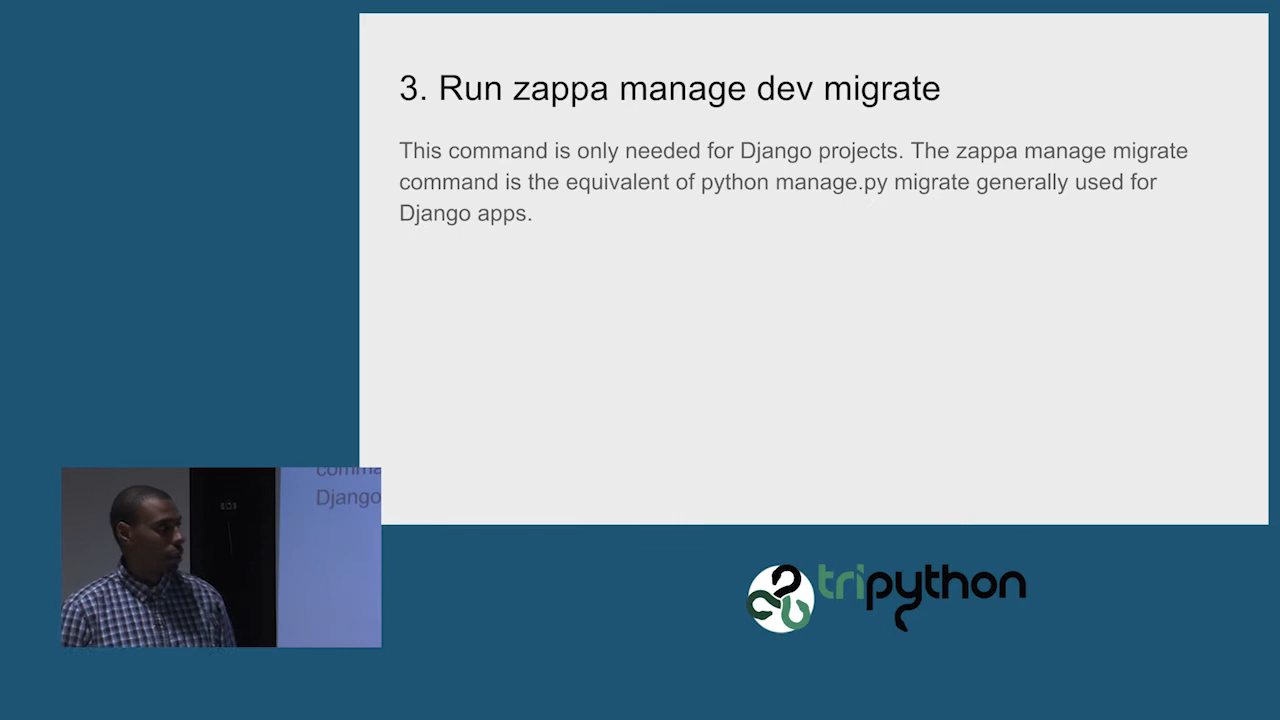 3. Run zappa manage dev migrate
This command is only needed for Django projects. The zappa manage migrate
command is the equivalent of python manage.py migrate generally used for
Django apps.
Django
tripython